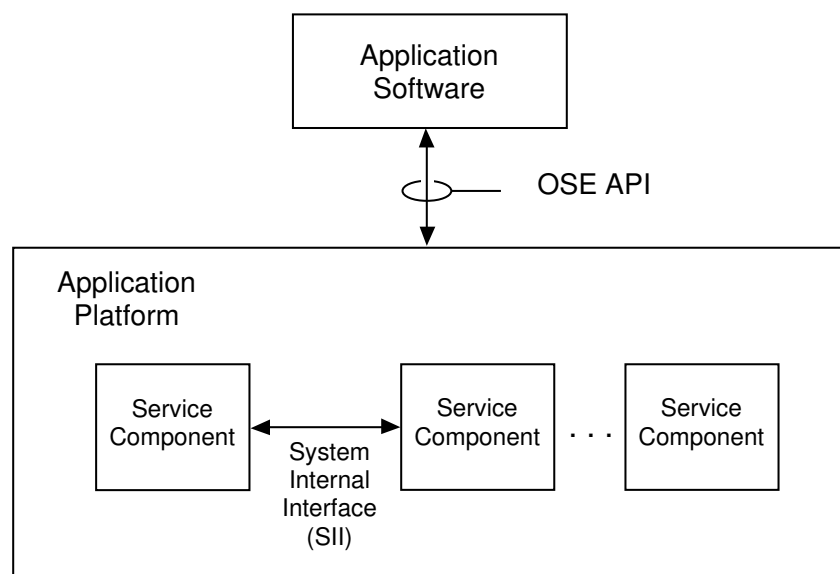 Application
Software
OSE API
Application
Platform
Service
Component
System
Internal
Interface
(SII)
Service
Component
. . .
Service
Component